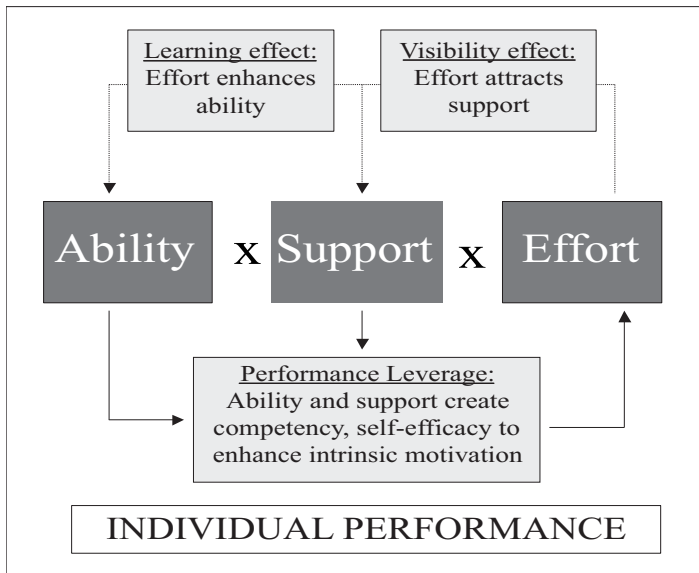 Learning effect:
Effort enhances
ability
Visibility effect:
Effort attracts
support
Ability x Support x Effort
Performance Leverage:
Ability and support create
competency, self-efficacy to
enhance intrinsic motivation
INDIVIDUAL PERFORMANCE